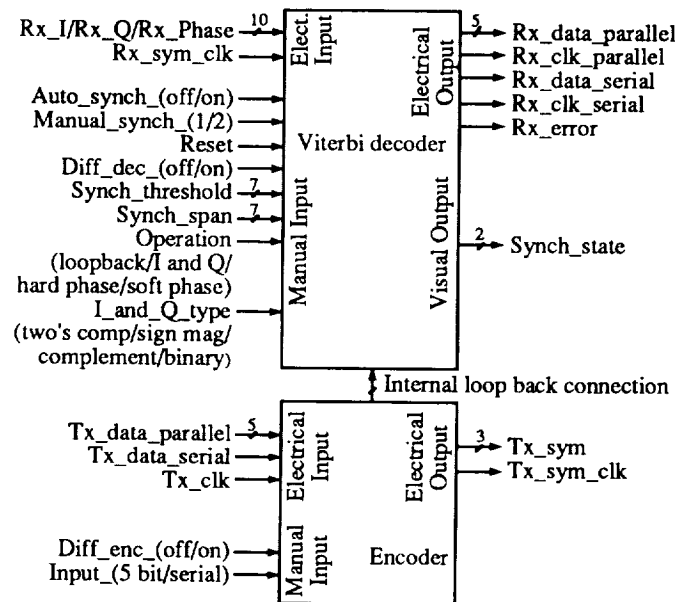 Rx_I/Rx_Q/Rx_Phase 10
Rx_sym_clk
Elect.
Input
Auto_synch_(off/on)
Manual_synch_(1/2)
Reset
Diff_dec_(off/on)
Synch_threshold 7
Synch_span 7
Operation
(loopback/I and Q/
hard phase/soft phase)
I_and_Q_type
(two's comp/sign mag/
complement/binary)
Manual Input
Viterbi decoder
Electrical
Output
5 Rx_data_parallel
Rx_clk_parallel
Rx_data_serial
Rx_clk_serial
Rx_error
Visual Output
2 Synch_state
Internal loop back connection
Tx_data_parallel 5
Tx_data_serial
Tx_clk
Electrical
Input
Diff_enc_(off/on)
Input_(5 bit/serial)
Manual
Input
Encoder
Electrical
Output
3 Tx_sym
Tx_sym_clk